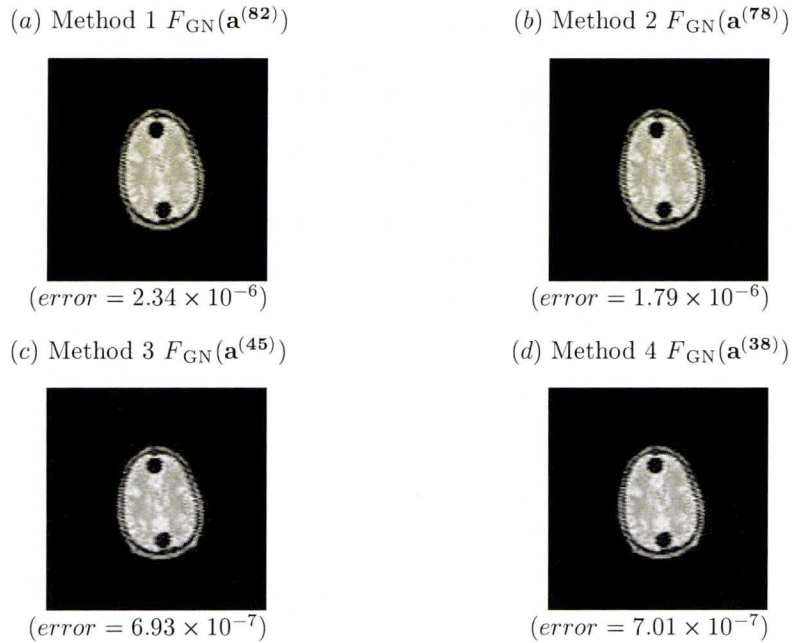 (a) Method 1 F_GN(a^(82))
(b) Method 2 F_GN(a^(78))
(error = 2.34 × 10^−6)
(error = 1.79 × 10^−6)
(c) Method 3 F_GN(a^(45))
(d) Method 4 F_GN(a^(38))
(error = 6.93 × 10^−7)
(error = 7.01 × 10^−7)